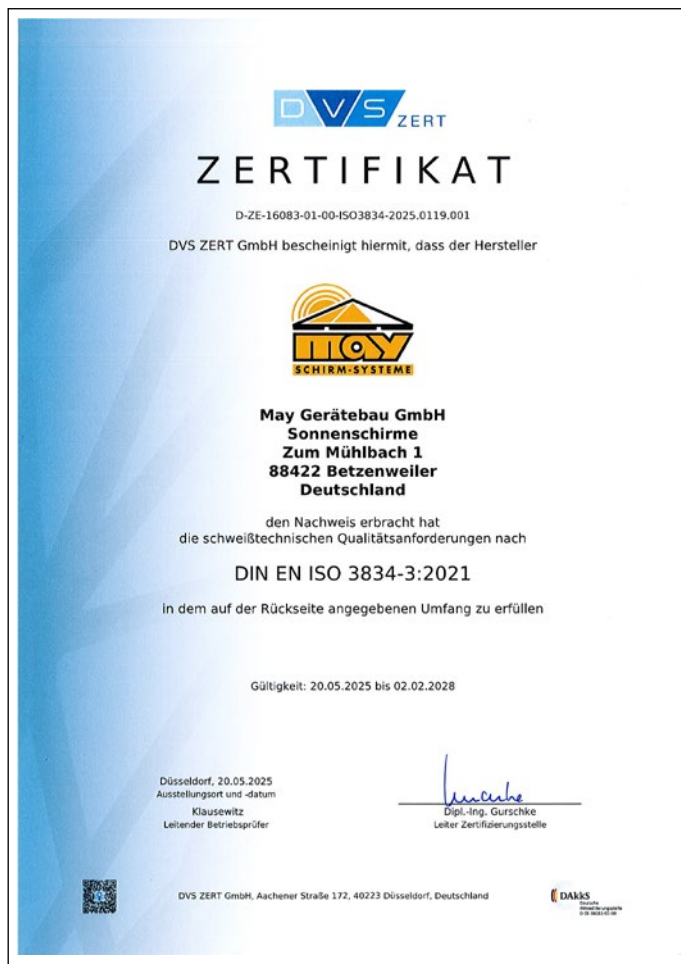 DVS ZERT
ZERTIFIKAT
D-ZE-16083-01-00-ISO3834-2025.0119.001
DVS ZERT GmbH bescheinigt hiermit, dass der Hersteller
may
SCHIRM-SYSTEME
May Gerätebau GmbH
Sonnenschirme
Zum Mühlbach 1
88422 Betzenweiler
Deutschland
den Nachweis erbracht hat
die schweißtechnischen Qualitätsanforderungen nach
DIN EN ISO 3834-3:2021
in dem auf der Rückseite angegebenen Umfang zu erfüllen
Gültigkeit: 20.05.2025 bis 02.02.2028
Düsseldorf, 20.05.2025
Ausstellungsort und -datum
Klausewitz
Leitender Betriebsprüfer
Dipl.-Ing. Gurschke
Leiter Zertifizierungsstelle
DVS ZERT GmbH, Aachener Straße 172, 40223 Düsseldorf, Deutschland
DAkkS
Deutsche
Akkreditierungsstelle